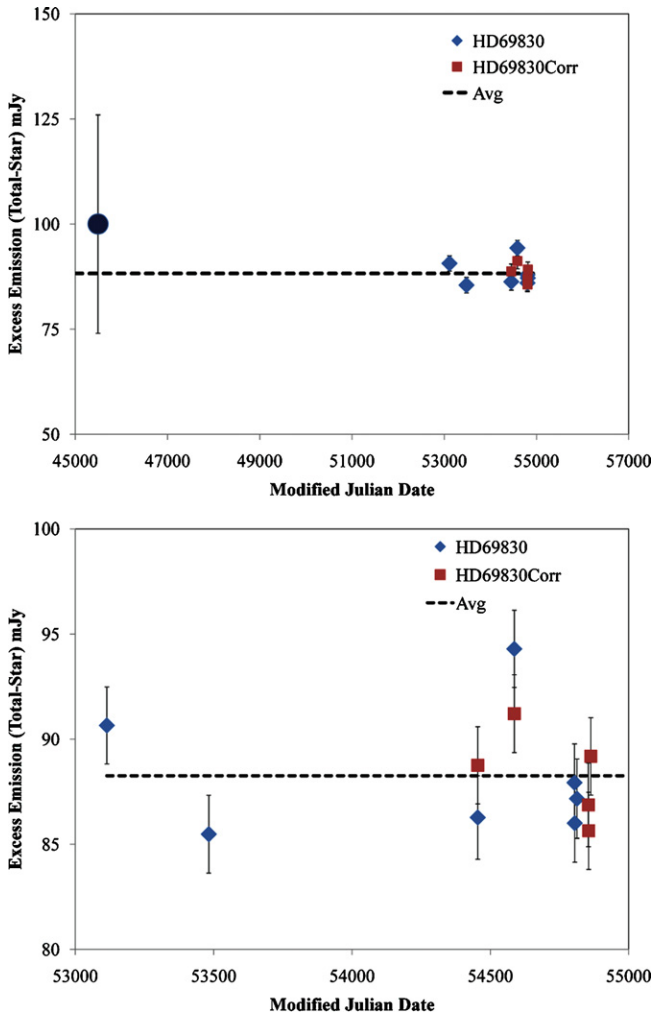 150
HD69830
HD69830Corr
Avg
125
100
75
50
45000 47000 49000 51000 53000 55000 57000
Excess Emission (Total-Star) mJy
Modified Julian Date
100
HD69830
HD69830Corr
Avg
95
90
85
80
53000 53500 54000 54500 55000
Excess Emission (Total-Star) mJy
Modified Julian Date